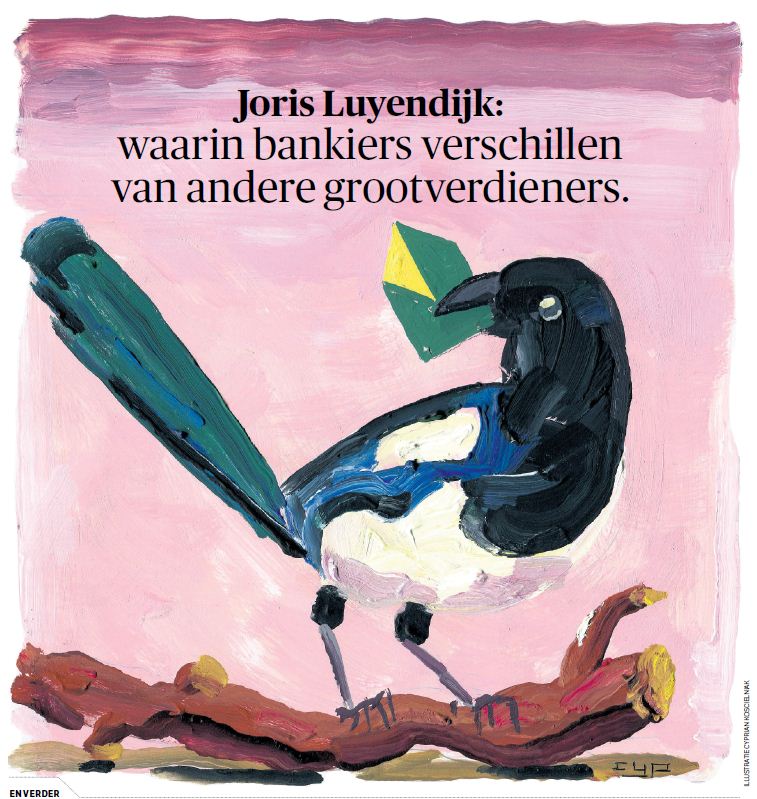 Joris Luyendijk:
waarin bankiers verschillen
van andere grootverdieners.
ILLUSTRATIE CYPRIAN KOSCIELNIAK
CYP
EN VERDER